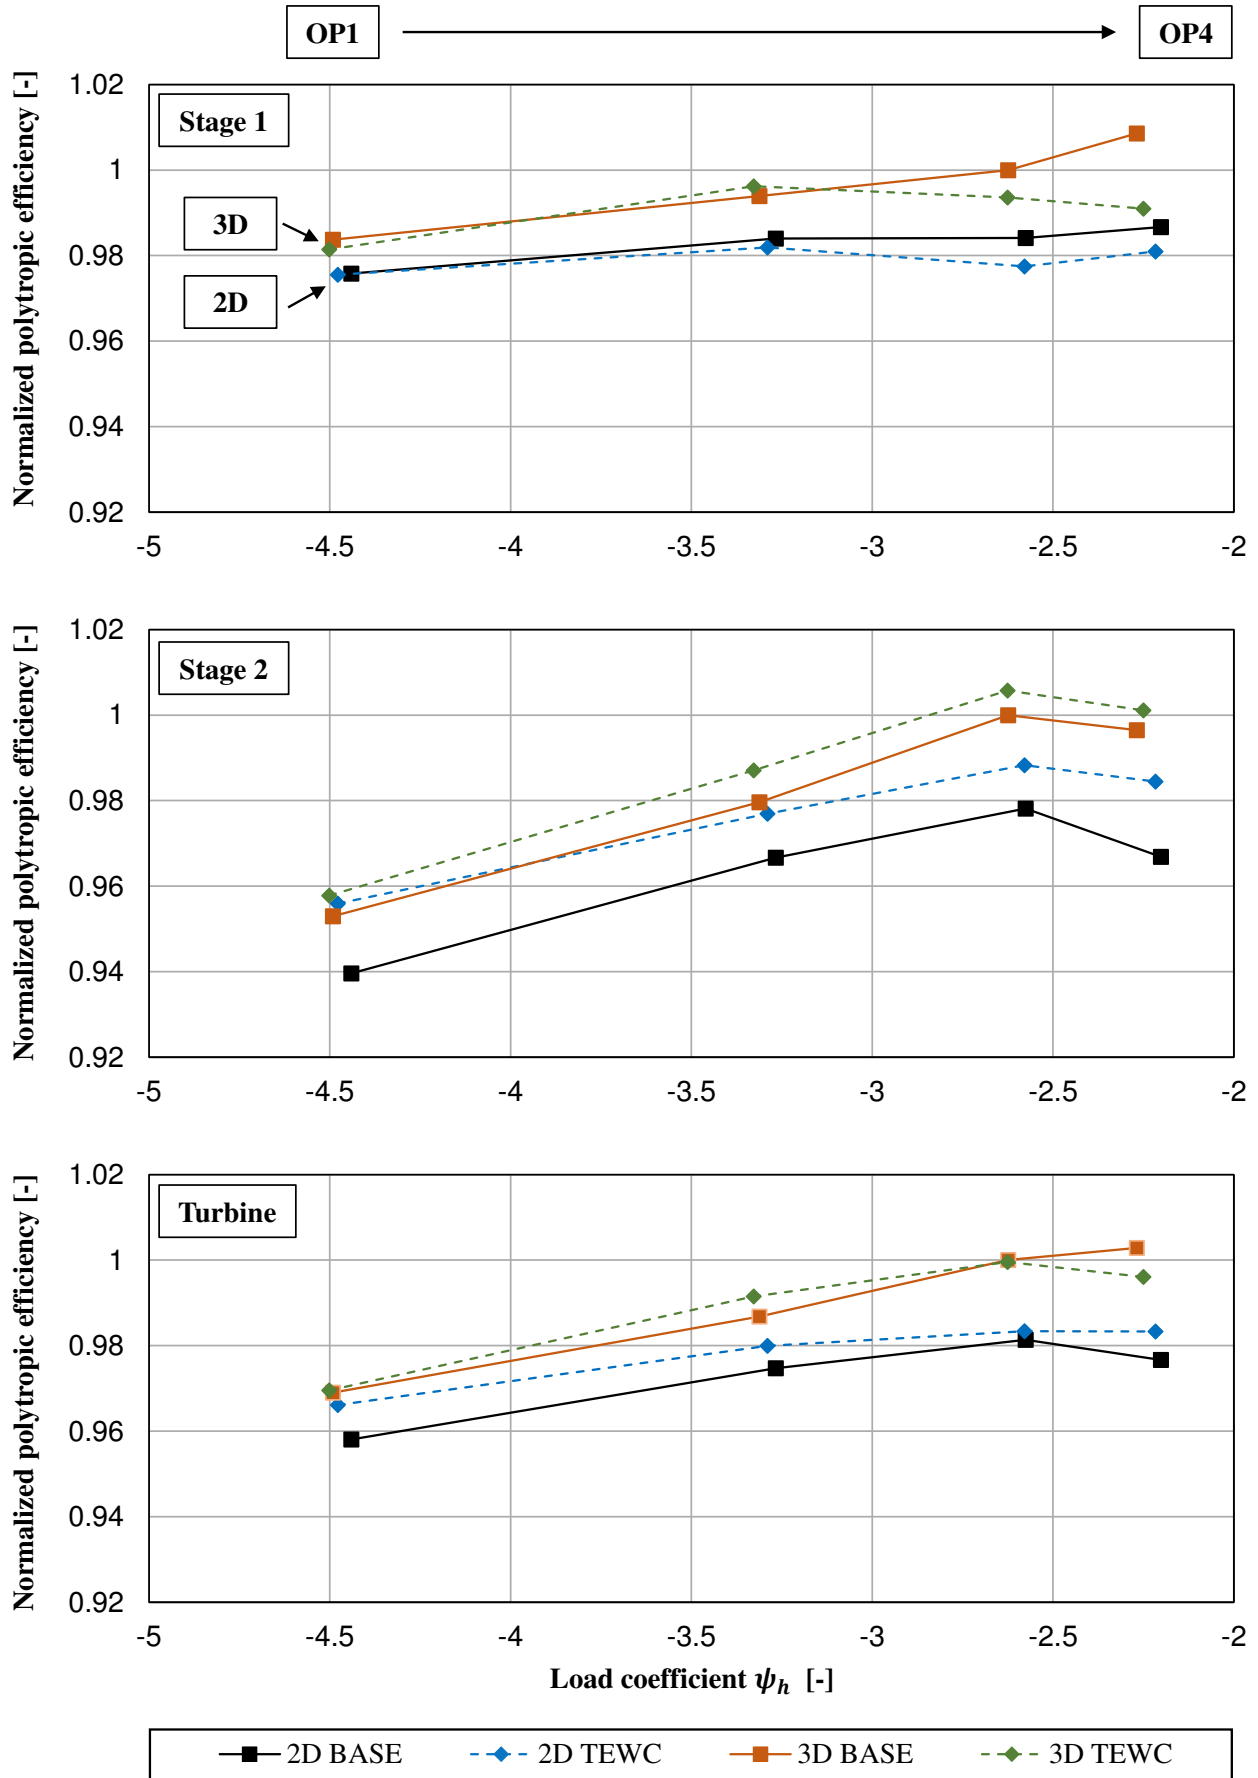 OP1 OP4
Normalized polytropic efficiency [-]
1.02
1
0.98
0.96
0.94
0.92
Stage 1
3D
2D
-5 -4.5 -4 -3.5 -3 -2.5 -2
Normalized polytropic efficiency [-]
1.02
1
0.98
0.96
0.94
0.92
Stage 2
-5 -4.5 -4 -3.5 -3 -2.5 -2
Normalized polytropic efficiency [-]
1.02
1
0.98
0.96
0.94
0.92
Turbine
-5 -4.5 -4 -3.5 -3 -2.5 -2
Load coefficient ψ_h [-]
2D BASE 2D TEWC 3D BASE 3D TEWC